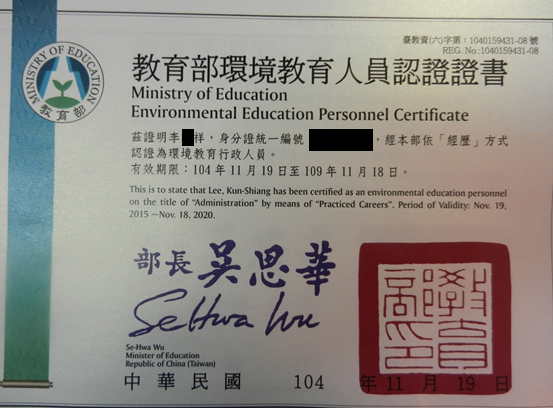 臺教資(六)字第:1040159431-08 號
REG. No.:1040159431-08
MINISTRY OF EDUCATION
教育部
教育部環境教育人員認證證書
Ministry of Education
Environmental Education Personnel Certificate
茲證明李 祥,身分證統一編號 ,經本部依「經歷」方式
認證為環境教育行政人員。
有效期限:104 年 11 月 19 日至 109 年 11 月 18 日。
This is to state that Lee, Kun-Shiang has been certified as an environmental education personnel
on the title of “Administration” by means of “Practiced Careers”. Period of Validity: Nov. 19,
2015 ~Nov. 18, 2020.
部長 吳思華
SeHwa Wu
Se-Hwa Wu
Minister of Education
Republic of China (Taiwan)
中華民國 104 年 11 月 19 日